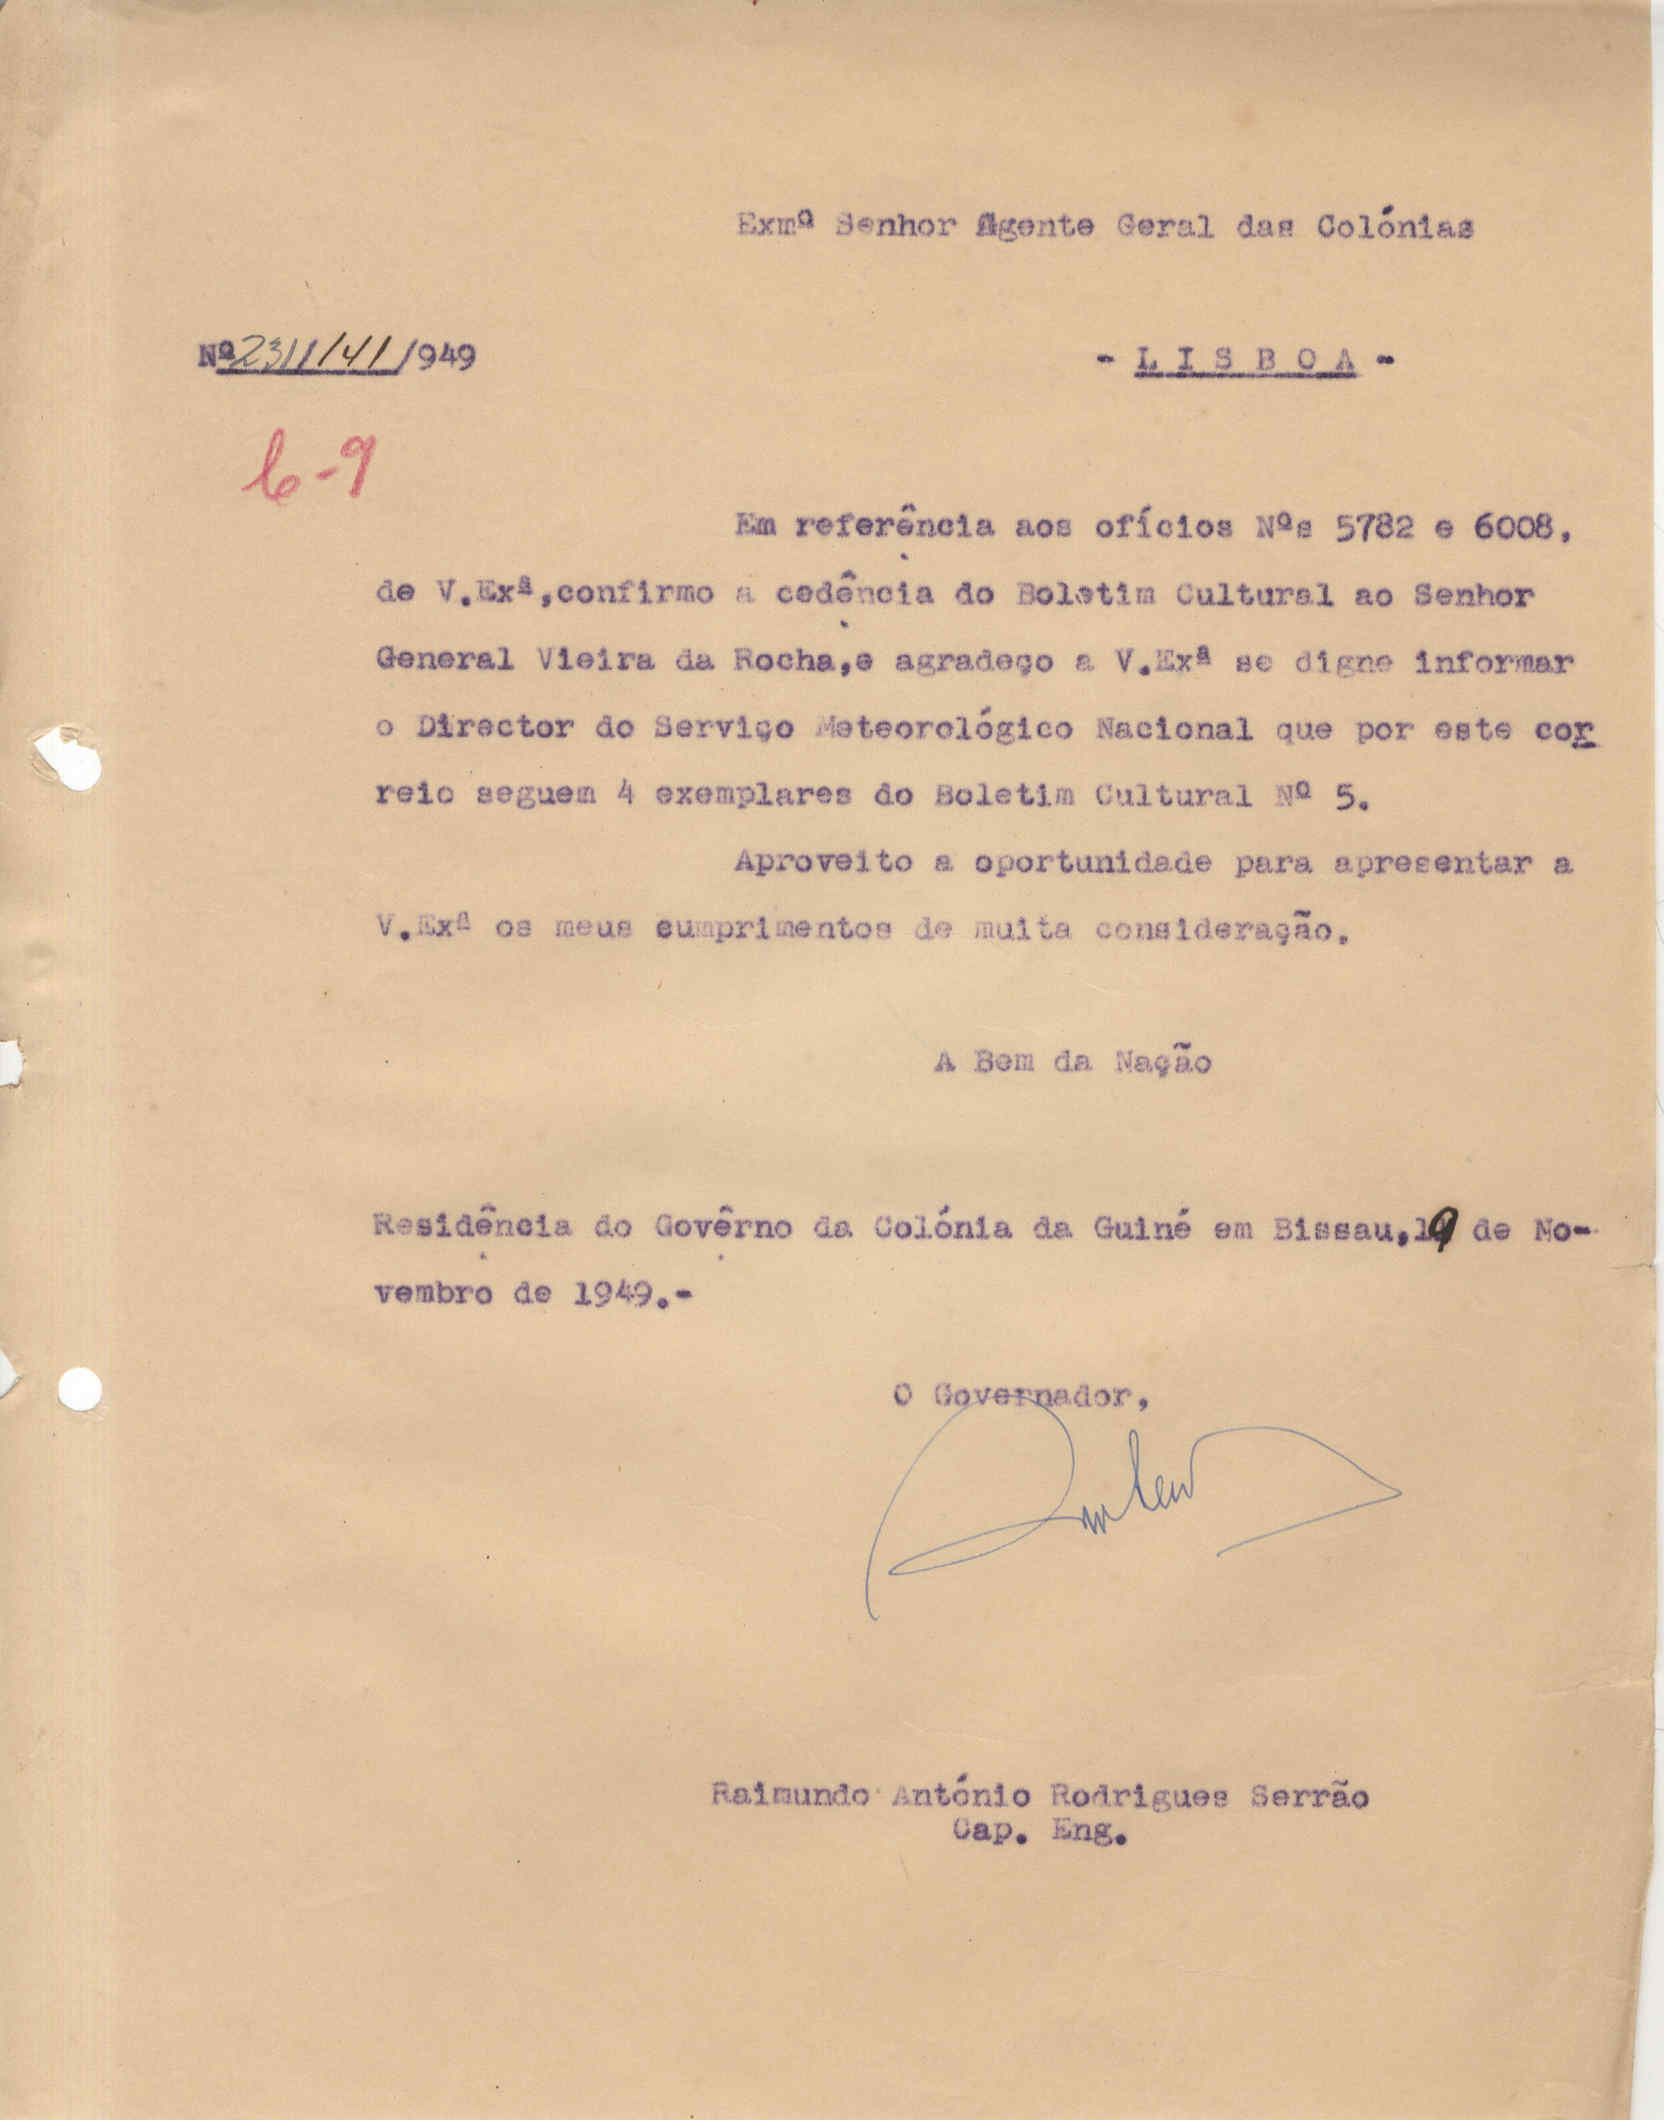 Exmº Senhor Agente Geral das Colónias
Nº2311/41/949
- L I S B O A -
6-9
Em referência aos ofícios Nºs 5782 e 6008,
de V.Exª,confirmo a cedência do Boletim Cultural ao Senhor
General Vieira da Rocha,e agradeço a V.Exª se digne informar
o Director do Serviço Meteorológico Nacional que por este cor
reio seguem 4 exemplares do Boletim Cultural Nº 5.
Aproveito a oportunidade para apresentar a
V.Exª os meus cumprimentos de muita consideração.
A Bem da Nação
Residência do Govêrno da Colónia da Guiné em Bissau,19 de No-
vembro de 1949.-
O Governador,
Raimundo António Rodrigues Serrão
Cap. Eng.